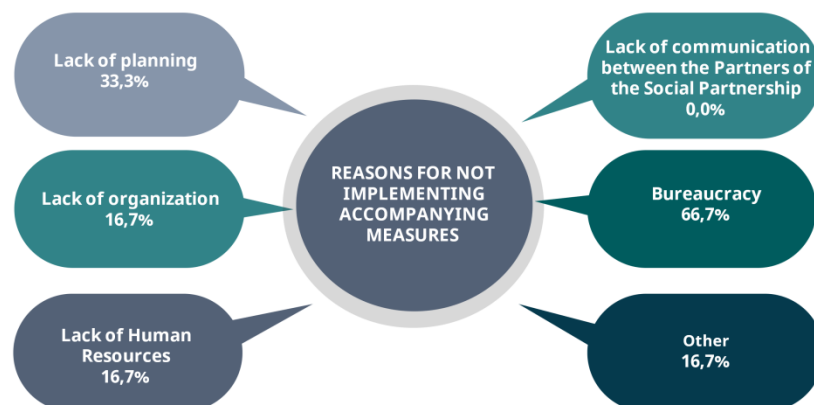 Lack of planning
33,3%
Lack of organization
16,7%
Lack of Human
Resources
16,7%
REASONS FOR NOT
IMPLEMENTING
ACCOMPANYING
MEASURES
Lack of communication
between the Partners of
the Social Partnership
0,0%
Bureaucracy
66,7%
Other
16,7%